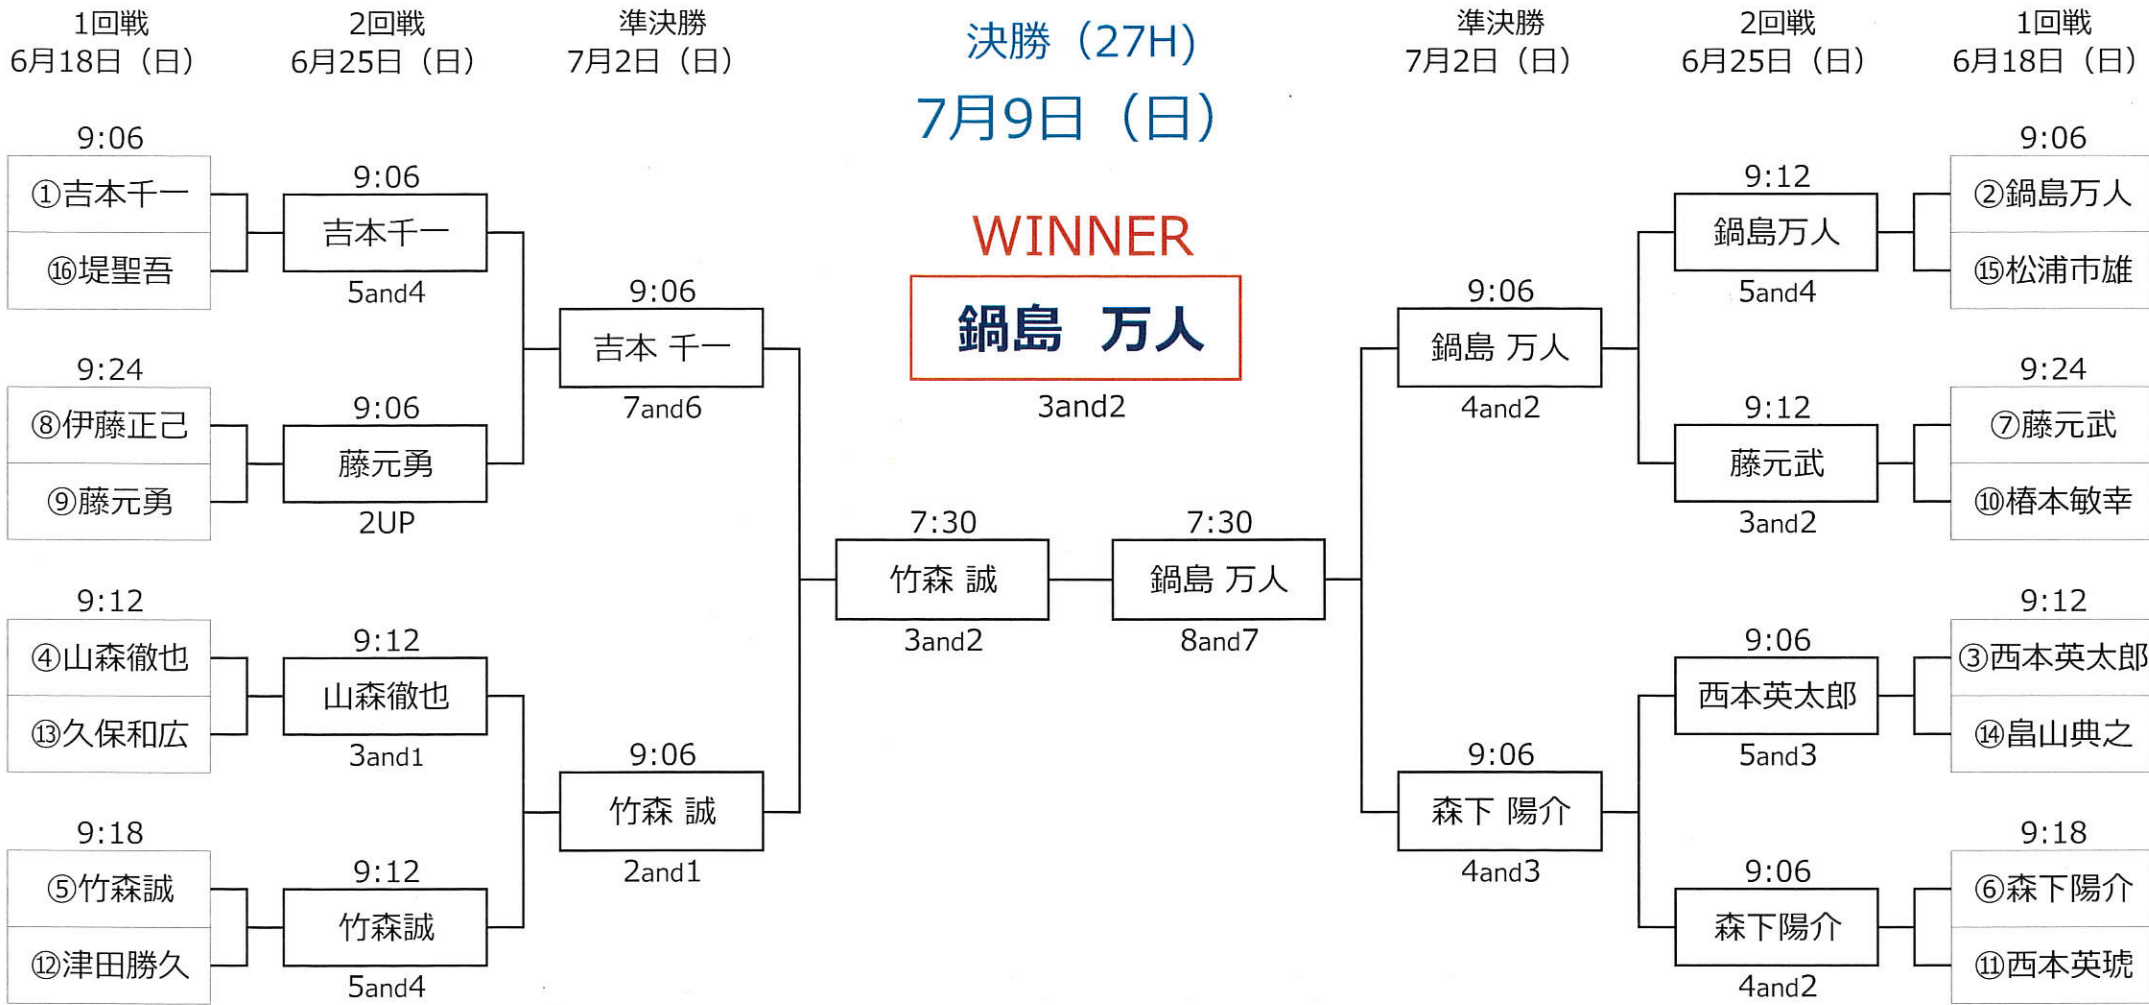 1回戦
6月18日（日）
2回戦
6月25日（日）
準決勝
7月2日（日）
決勝（27H)
7月9日（日）
準決勝
7月2日（日）
2回戦
6月25日（日）
1回戦
6月18日（日）
9:06
①吉本千一
⑯堤聖吾
9:24
⑧伊藤正己
⑨藤元勇
9:12
④山森徹也
⑬久保和広
9:18
⑤竹森誠
⑫津田勝久
9:06
吉本千一
5and4
9:06
藤元勇
2UP
9:12
山森徹也
3and1
9:12
竹森誠
5and4
9:06
吉本 千一
7and6
9:06
竹森 誠
2and1
WINNER
鍋島 万人
3and2
7:30
竹森 誠
3and2
7:30
鍋島 万人
8and7
9:06
鍋島 万人
4and2
9:06
森下 陽介
4and3
9:12
鍋島万人
5and4
9:12
藤元武
3and2
9:06
西本英太郎
5and3
9:06
森下陽介
4and2
9:06
②鍋島万人
⑮松浦市雄
9:24
⑦藤元武
⑩椿本敏幸
9:12
③西本英太郎
⑭畠山典之
9:18
⑥森下陽介
⑪西本英琥